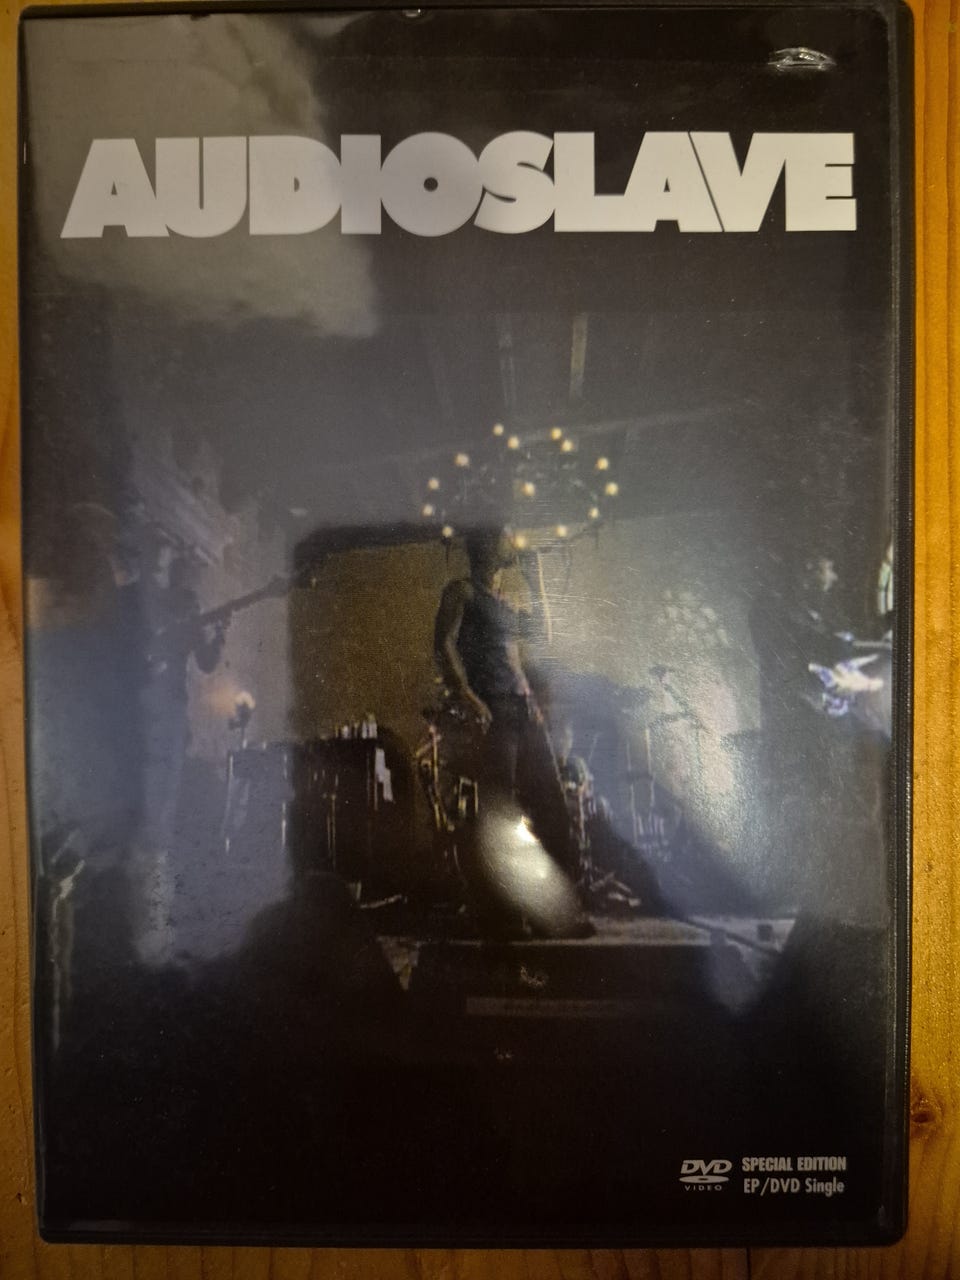 AUDIOSLAVE
DVD SPECIAL EDITION
VIDEO EP/DVD Single